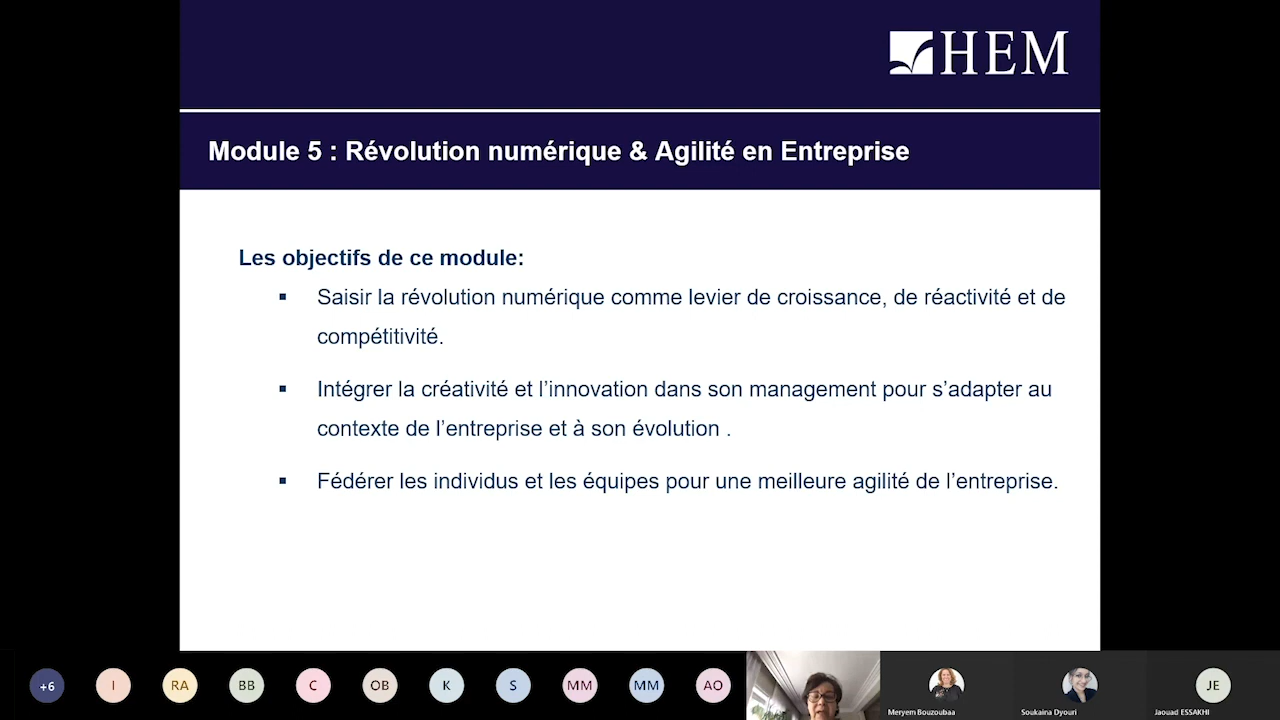 HEM
Module 5 : Révolution numérique & Agilité en Entreprise
Les objectifs de ce module:
▪ Saisir la révolution numérique comme levier de croissance, de réactivité et de
compétitivité.
▪ Intégrer la créativité et l’innovation dans son management pour s’adapter au
contexte de l’entreprise et à son évolution .
▪ Fédérer les individus et les équipes pour une meilleure agilité de l’entreprise.
+6 I RA BB C OB K S MM MM AO JE
Meryem Bouzoubaa Soukaina Dyouri Jaouad ESSAKHI